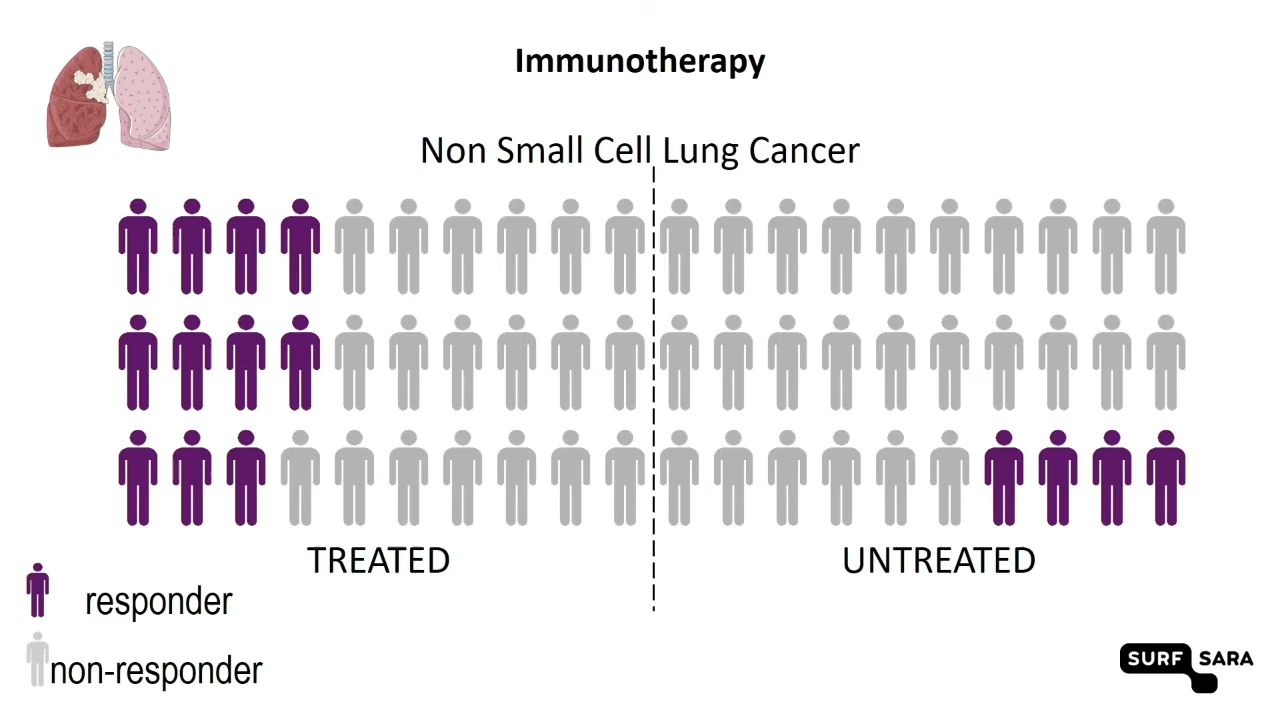 Immunotherapy
Non Small Cell Lung Cancer
TREATED
UNTREATED
responder
non-responder
SURF SARA